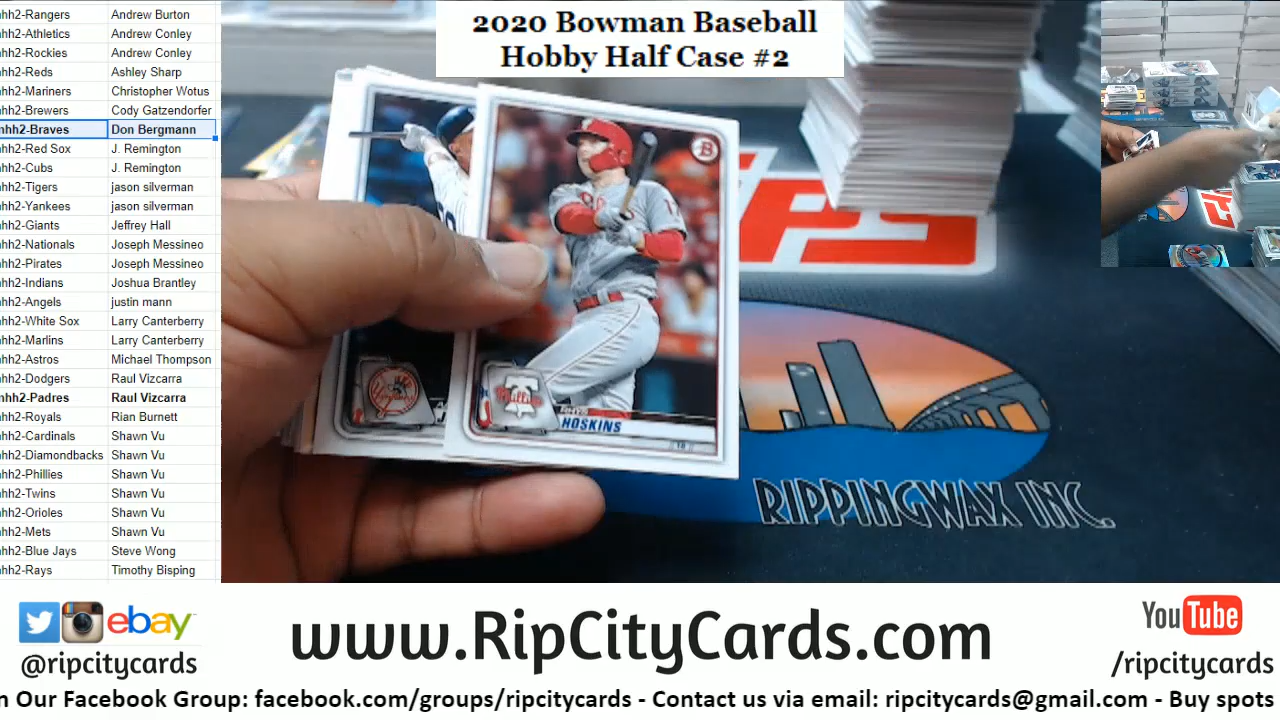 2020 Bowman Baseball
Hobby Half Case #2
hh2-Rangers Andrew Burton
hh2-Athletics Andrew Conley
hh2-Rockies Andrew Conley
hh2-Reds Ashley Sharp
hh2-Mariners Christopher Wotus
hh2-Brewers Cody Gatzendorfer
hh2-Braves Don Bergmann
hh2-Red Sox J. Remington
hh2-Cubs J. Remington
hh2-Tigers jason silverman
hh2-Yankees jason silverman
hh2-Giants Jeffrey Hall
hh2-Nationals Joseph Messineo
hh2-Pirates Joseph Messineo
hh2-Indians Joshua Brantley
hh2-Angels justin mann
hh2-White Sox Larry Canterberry
hh2-Marlins Larry Canterberry
hh2-Astros Michael Thompson
hh2-Dodgers Raul Vizcarra
hh2-Padres Raul Vizcarra
hh2-Royals Rian Burnett
hh2-Cardinals Shawn Vu
hh2-Diamondbacks Shawn Vu
hh2-Phillies Shawn Vu
hh2-Twins Shawn Vu
hh2-Orioles Shawn Vu
hh2-Mets Shawn Vu
hh2-Blue Jays Steve Wong
hh2-Rays Timothy Bisping
B
Phillies
RHYS
HOSKINS
RIPPINGWAX INC.
ebay
@ripcitycards
www.RipCityCards.com
YouTube
/ripcitycards
n Our Facebook Group: facebook.com/groups/ripcitycards - Contact us via email: ripcitycards@gmail.com - Buy spots